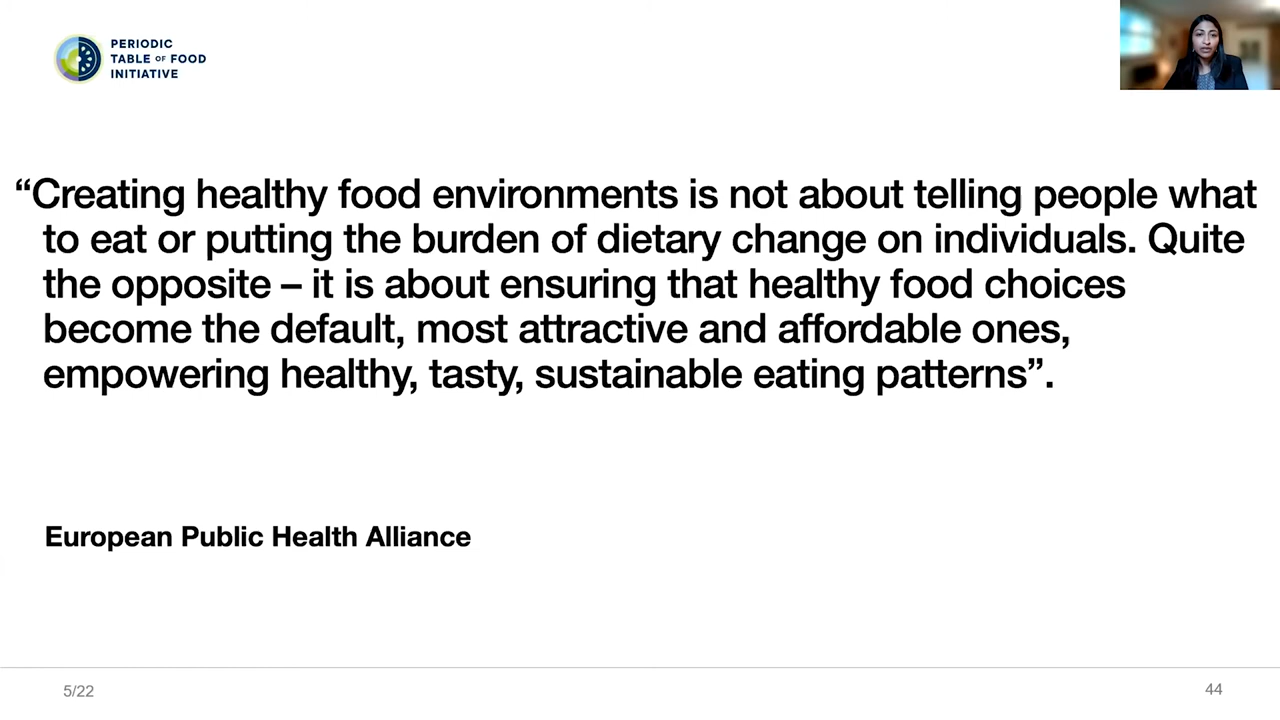 PERIODIC
TABLE OF FOOD
INITIATIVE
“Creating healthy food environments is not about telling people what
to eat or putting the burden of dietary change on individuals. Quite
the opposite – it is about ensuring that healthy food choices
become the default, most attractive and affordable ones,
empowering healthy, tasty, sustainable eating patterns”.
European Public Health Alliance
5/22
44